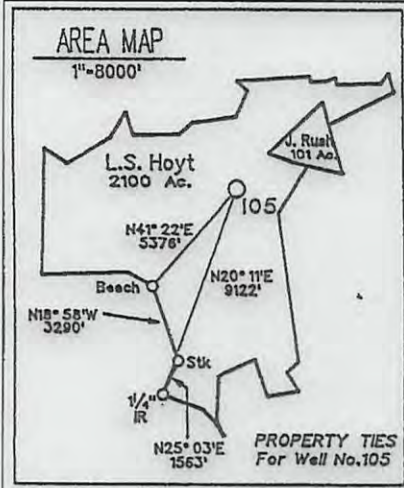 AREA MAP
1"=8000'
J. Rush
101 Ac.
L.S. Hoyt
2100 Ac.
105
N41° 22'E
5376'
N20° 11'E
9122'
Beech
N18° 58'W
3290'
Stk
1¼"
IR
N25° 03'E
1563'
PROPERTY TIES
For Well No.105